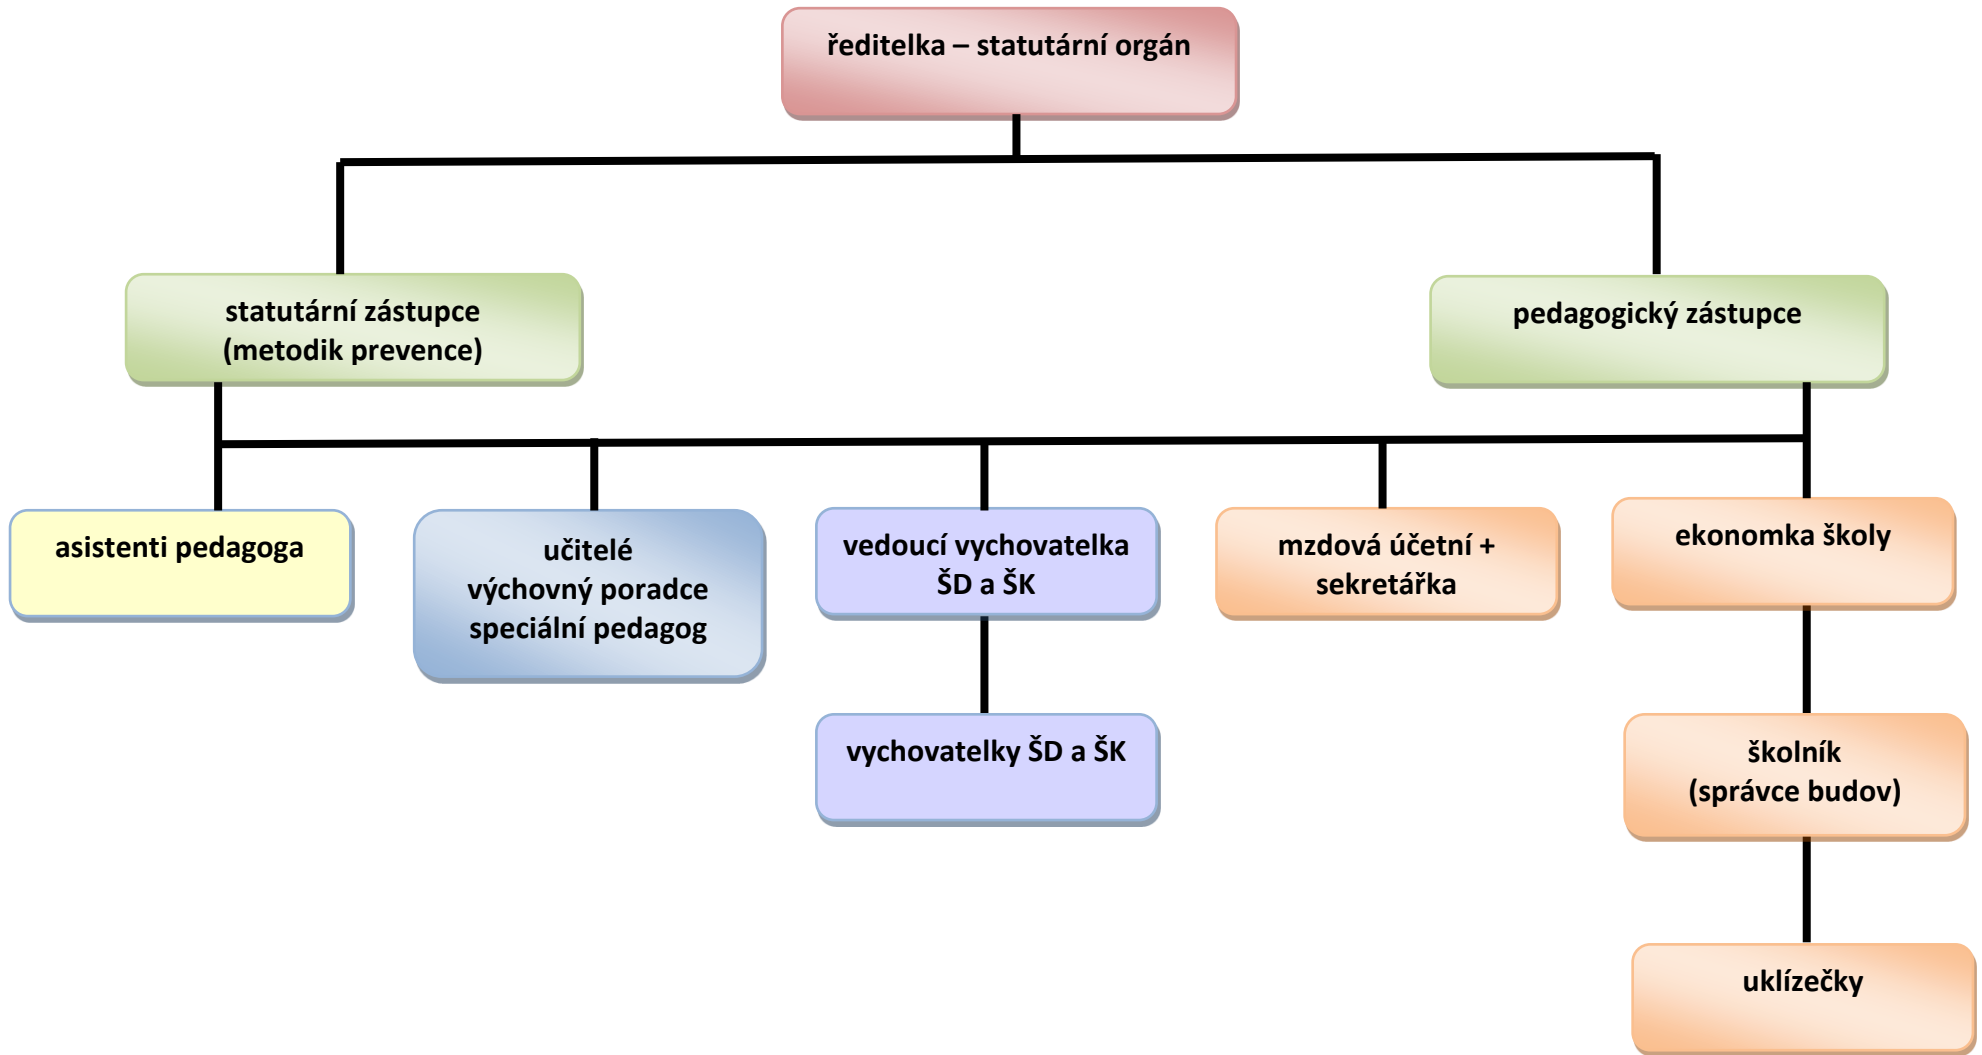 ředitelka – statutární orgán
statutární zástupce
(metodik prevence)
pedagogický zástupce
asistenti pedagoga
učitelé
výchovný poradce
speciální pedagog
vedoucí vychovatelka
ŠD a ŠK
mzdová účetní +
sekretářka
ekonomka školy
vychovatelky ŠD a ŠK
školník
(správce budov)
uklízečky